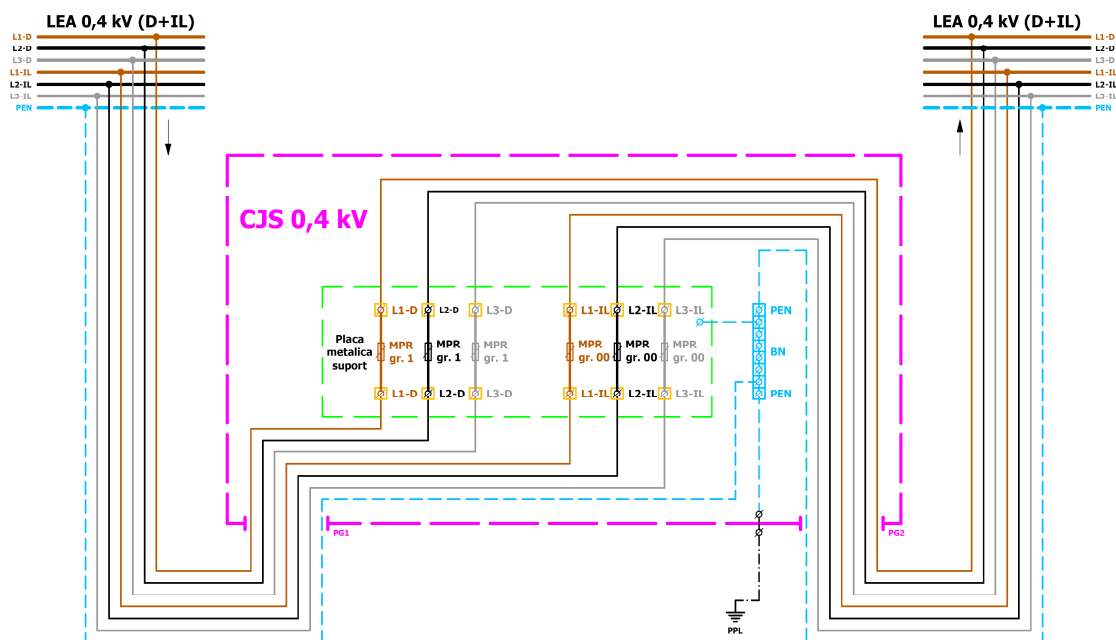 LEA 0,4 kV (D+IL)
L1-D
L2-D
L3-D
L1-IL
L2-IL
L3-IL
PEN
LEA 0,4 kV (D+IL)
L1-D
L2-D
L3-D
L1-IL
L2-IL
L3-IL
PEN
CJS 0,4 kV
L1-D L2-D L3-D L1-IL L2-IL L3-IL PEN
Placa
metalica
suport
MPR
gr. 1
MPR
gr. 1
MPR
gr. 1
MPR
gr. 00
MPR
gr. 00
MPR
gr. 00
BN
L1-D L2-D L3-D L1-IL L2-IL L3-IL PEN
PG1
PG2
PPL